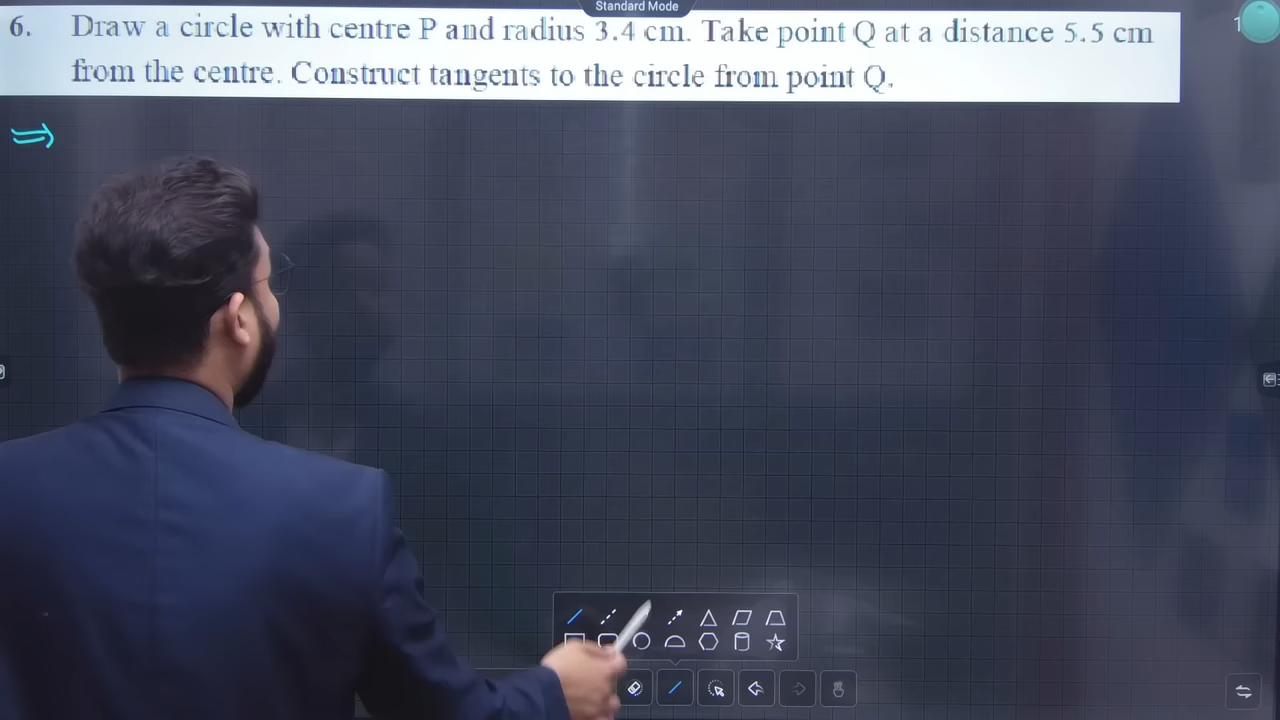 Standard Mode
6. Draw a circle with centre P and radius 3.4 cm. Take point Q at a distance 5.5 cm
from the centre. Construct tangents to the circle from point Q.